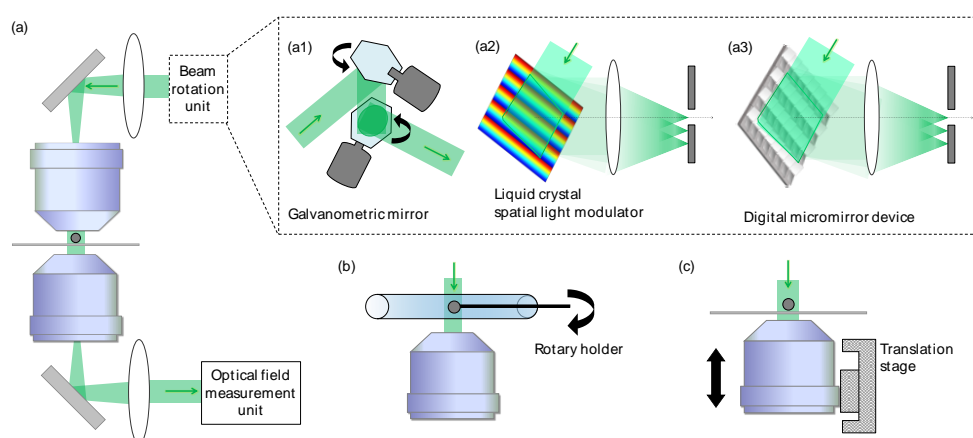 (a)
Beam
rotation
unit
(a1)
Galvanometric mirror
(a2)
Liquid crystal
spatial light modulator
(a3)
Digital micromirror device
Optical field
measurement
unit
(b)
Rotary holder
(c)
Translation
stage